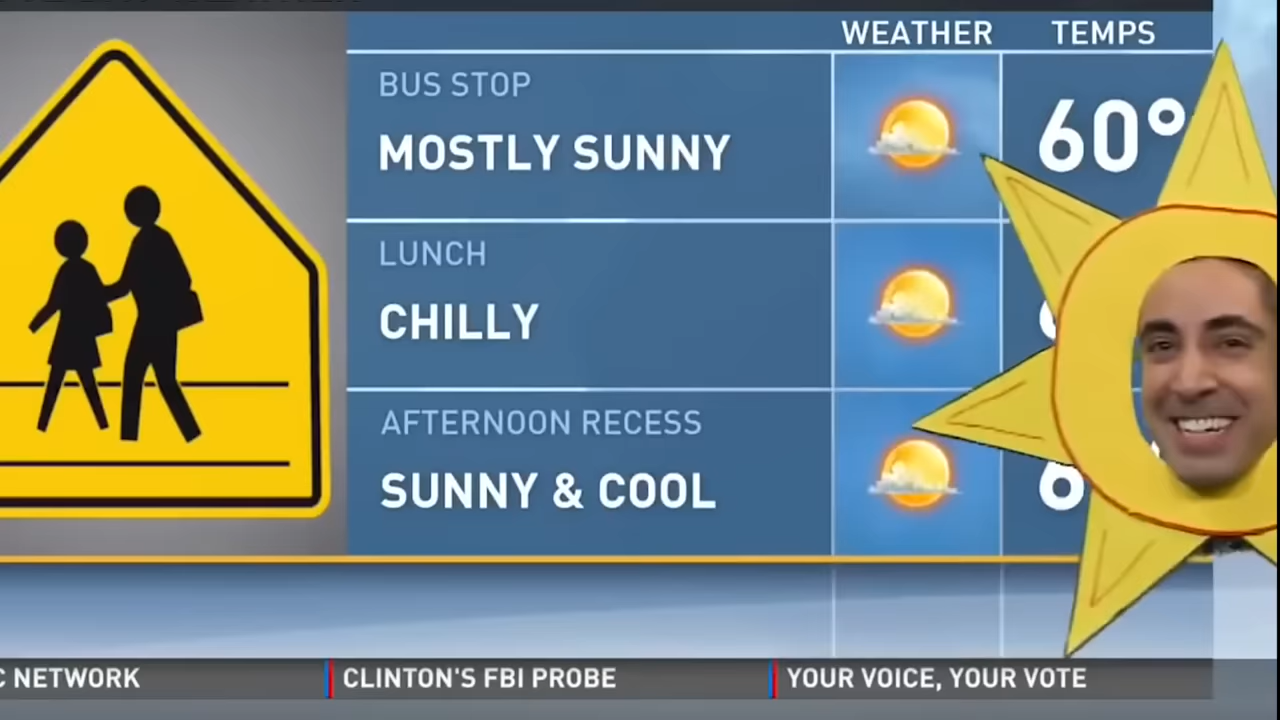 WEATHER TEMPS
BUS STOP
MOSTLY SUNNY
60°
LUNCH
CHILLY
AFTERNOON RECESS
SUNNY & COOL
6
C NETWORK
CLINTON'S FBI PROBE
YOUR VOICE, YOUR VOTE